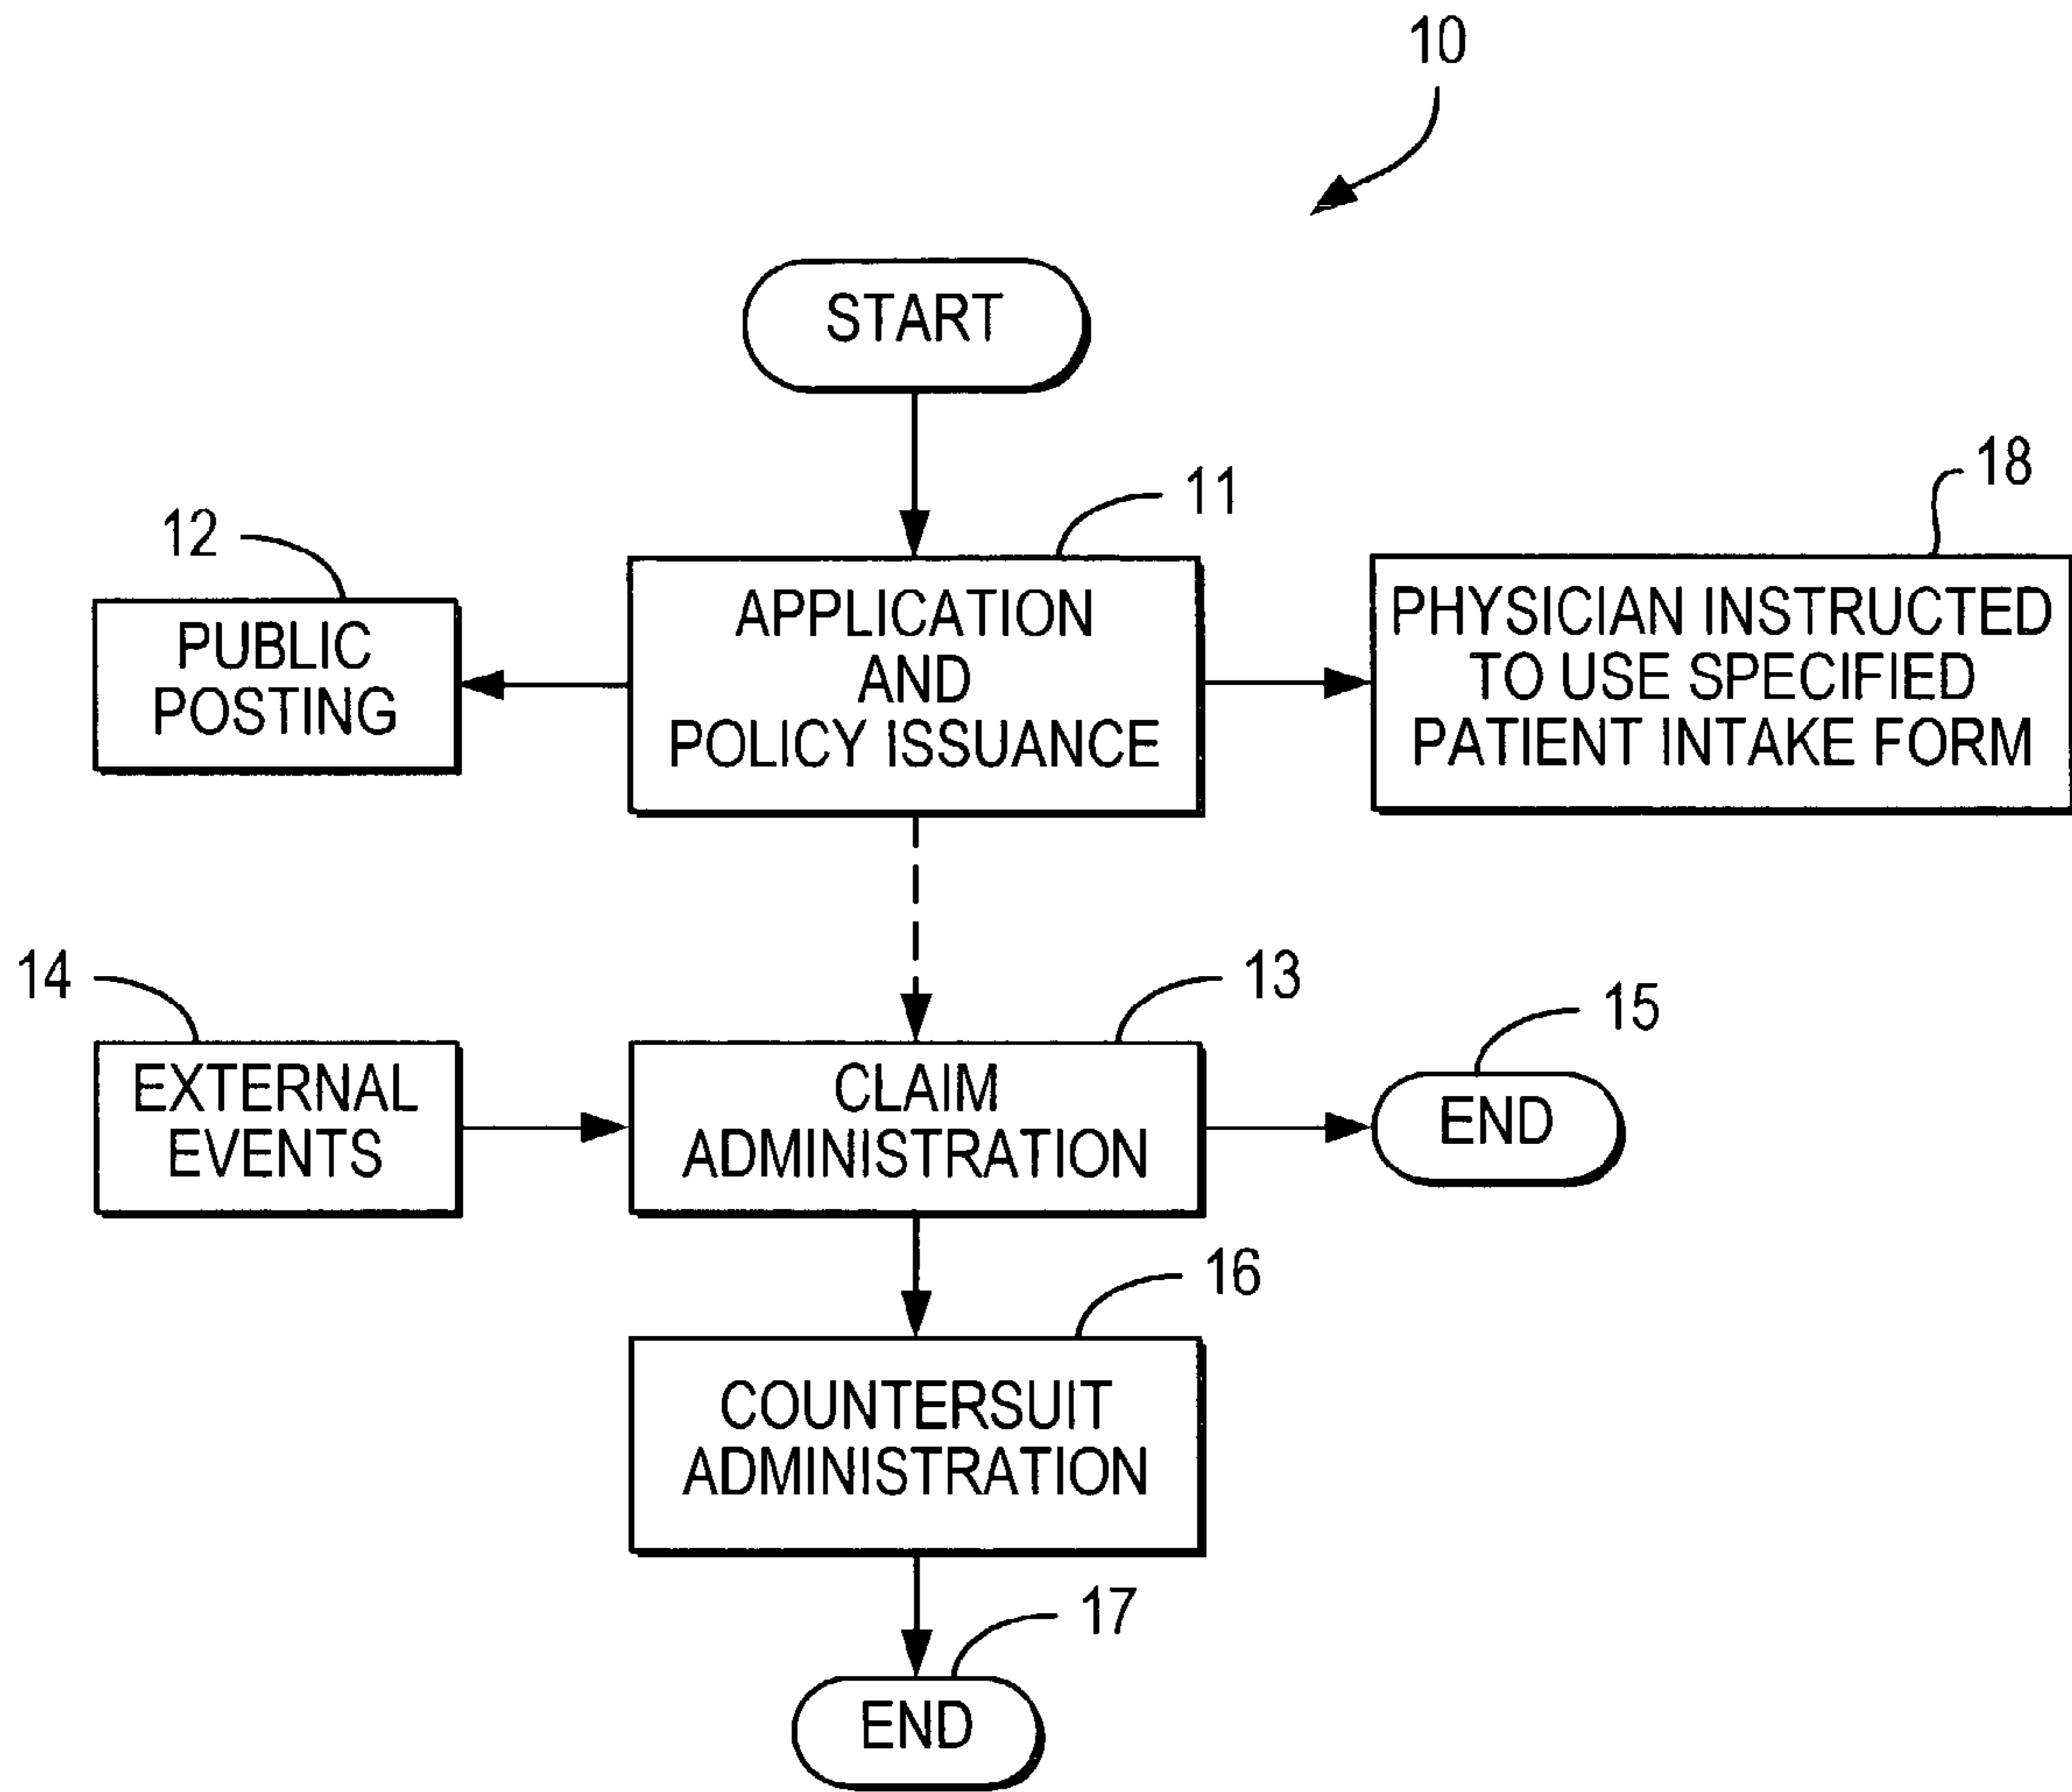 10
START
11
18
12
APPLICATION
AND
POLICY ISSUANCE
PHYSICIAN INSTRUCTED
TO USE SPECIFIED
PATIENT INTAKE FORM
PUBLIC
POSTING
14
13
15
EXTERNAL
EVENTS
CLAIM
ADMINISTRATION
END
16
COUNTERSUIT
ADMINISTRATION
17
END